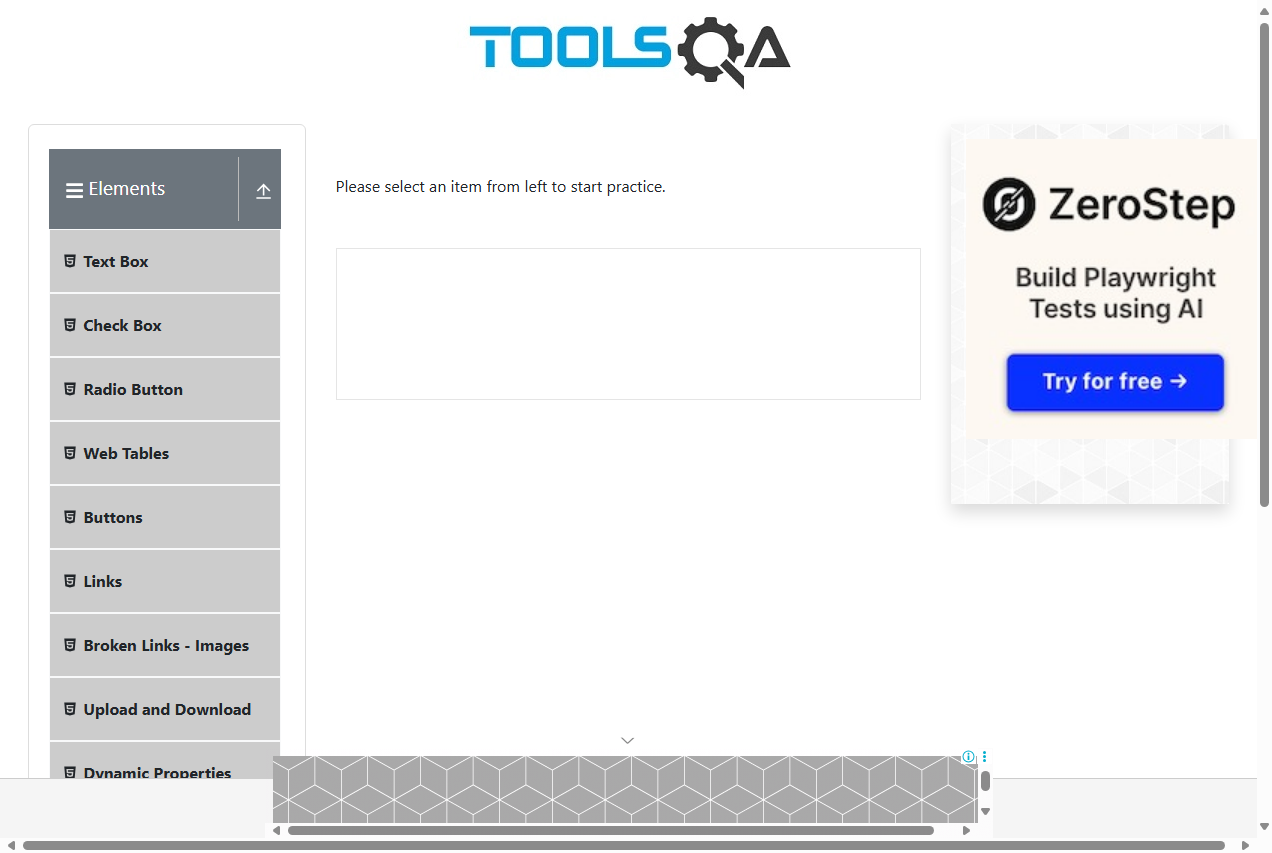 TOOLSQA
Elements
Text Box
Check Box
Radio Button
Web Tables
Buttons
Links
Broken Links - Images
Upload and Download
Dynamic Properties
Please select an item from left to start practice.
ZeroStep
Build Playwright
Tests using AI
Try for free →